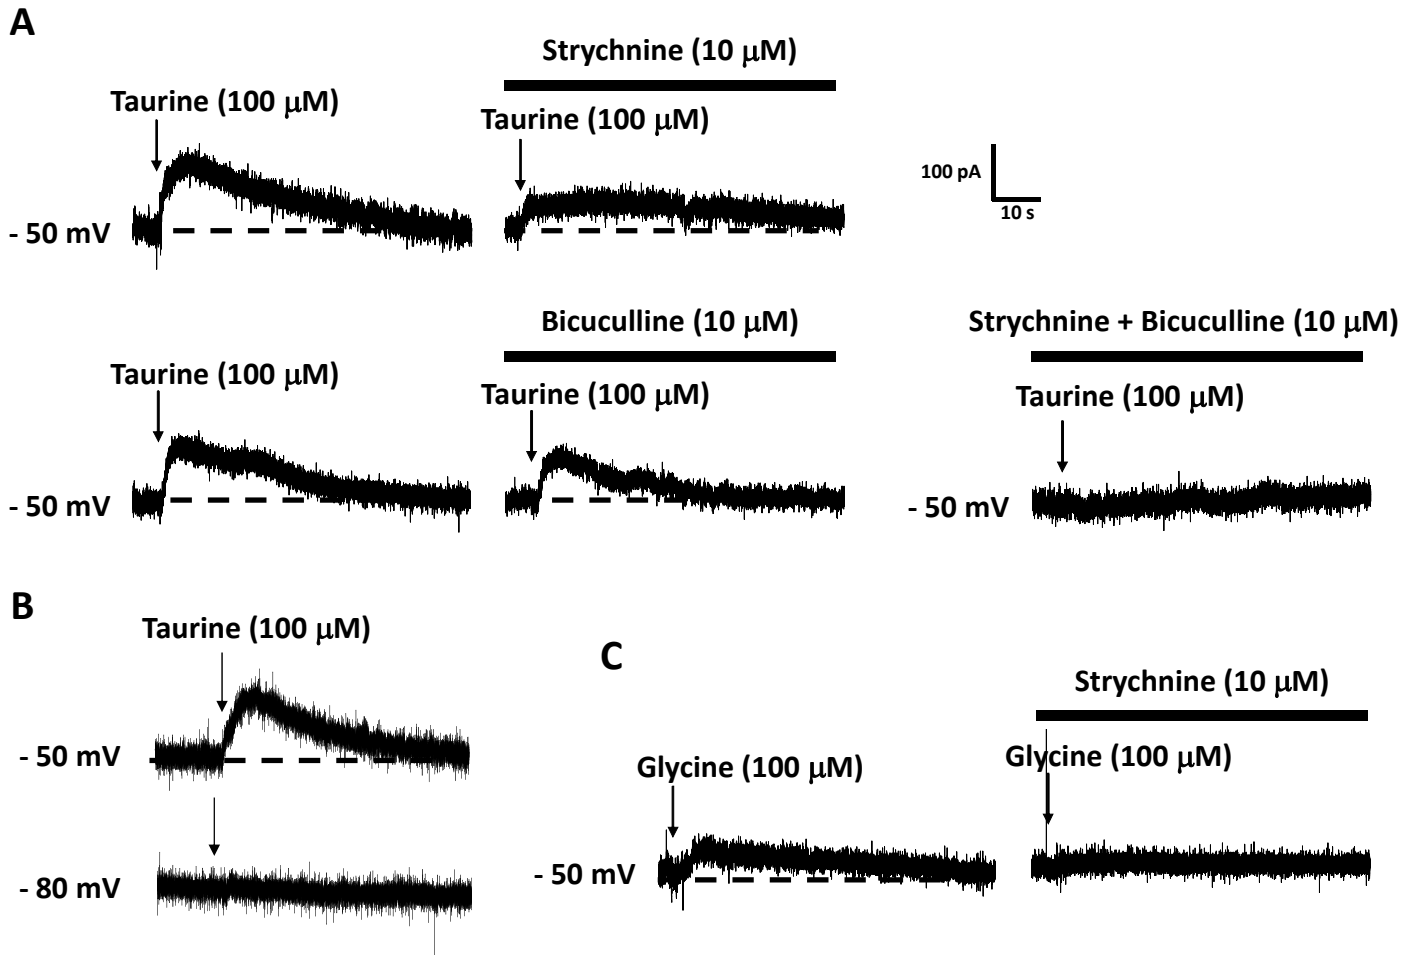 A
Strychnine (10 μM)
Taurine (100 μM)
Taurine (100 μM)
100 pA
10 s
- 50 mV
Bicuculline (10 μM)
Strychnine + Bicuculline (10 μM)
Taurine (100 μM)
Taurine (100 μM)
Taurine (100 μM)
- 50 mV
- 50 mV
B
Taurine (100 μM)
- 50 mV
- 80 mV
C
Strychnine (10 μM)
Glycine (100 μM)
Glycine (100 μM)
- 50 mV